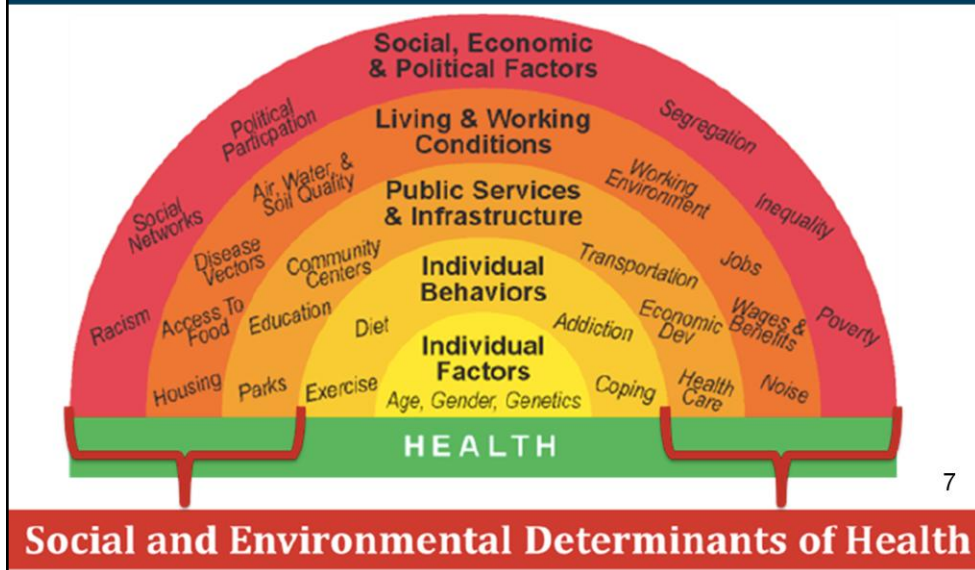 Social, Economic
& Political Factors
Political
Particpation
Segregation
Social
Networks
Inequality
Racism
Poverty
Living & Working
Conditions
Air, Water, &
Soil Quality
Working
Environment
Disease
Vectors
Jobs
Access To
Food
Wages &
Benefits
Housing
Noise
Public Services
& Infrastructure
Community
Centers
Transportation
Education
Economic
Dev
Parks
Health
Care
Individual
Behaviors
Diet
Addiction
Exercise
Coping
Individual
Factors
Age, Gender, Genetics
HEALTH
7
Social and Environmental Determinants of Health